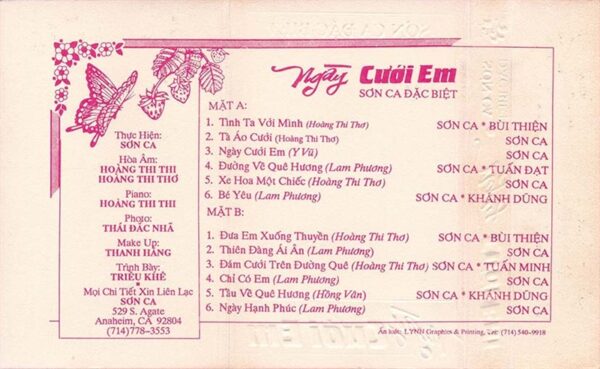 Ngày Cưới Em
SƠN CA ĐẶC BIỆT
MẶT A:
1. Tình Ta Với Mình (Hoàng Thi Thơ) SƠN CA * BÙI THIỆN
2. Tà Áo Cưới (Hoàng Thi Thơ) SƠN CA
3. Ngày Cưới Em (Y Vũ) SƠN CA
4. Đường Về Quê Hương (Lam Phương) SƠN CA * TUẤN ĐẠT
5. Xe Hoa Một Chiếc (Hoàng Thi Thơ) SƠN CA
6. Bé Yêu (Lam Phương) SƠN CA * KHÁNH DŨNG
MẶT B:
1. Đưa Em Xuống Thuyền (Hoàng Thi Thơ) SƠN CA * BÙI THIỆN
2. Thiên Đàng Ái Ân (Lam Phương) SƠN CA
3. Đám Cưới Trên Đường Quê (Hoàng Thi Thơ) SƠN CA * TUẤN MINH
4. Chỉ Có Em (Lam Phương) SƠN CA
5. Tàu Về Quê Hương (Hồng Vân) SƠN CA * KHÁNH DŨNG
6. Ngày Hạnh Phúc (Lam Phương) SƠN CA
Ấn loát: LYNN Graphics & Printing, Tel: (714) 540-9918
Thực Hiện:
SƠN CA
Hòa Âm:
HOÀNG THI THI
HOÀNG THI THƠ
Piano:
HOÀNG THI THI
Photo:
THÁI ĐẮC NHÃ
Make Up:
THANH HẰNG
Trình Bày:
TRIỀU KHÊ
*
Mọi Chi Tiết Xin Liên Lạc
SƠN CA
529 S. Agate
Anaheim, CA 92804
(714)778-3553